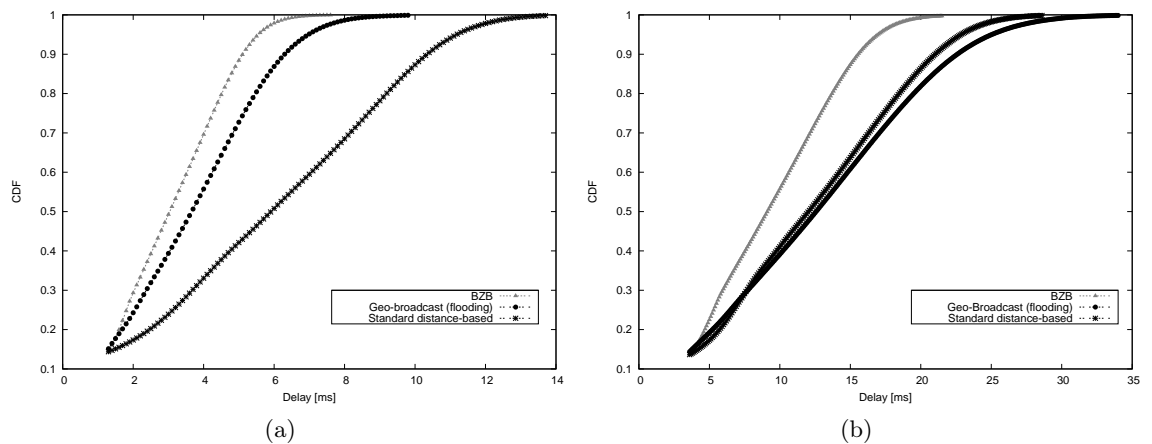 1
0.9
0.8
0.7
0.6
0.5
0.4
0.3
0.2
0.1
CDF
0 2 4 6 8 10 12 14
Delay [ms]
BZB
Geo-broadcast (flooding)
Standard distance-based
(a)
1
0.9
0.8
0.7
0.6
0.5
0.4
0.3
0.2
0.1
CDF
0 5 10 15 20 25 30 35
Delay [ms]
BZB
Geo-Broadcast (flooding)
Standard distance-based
(b)